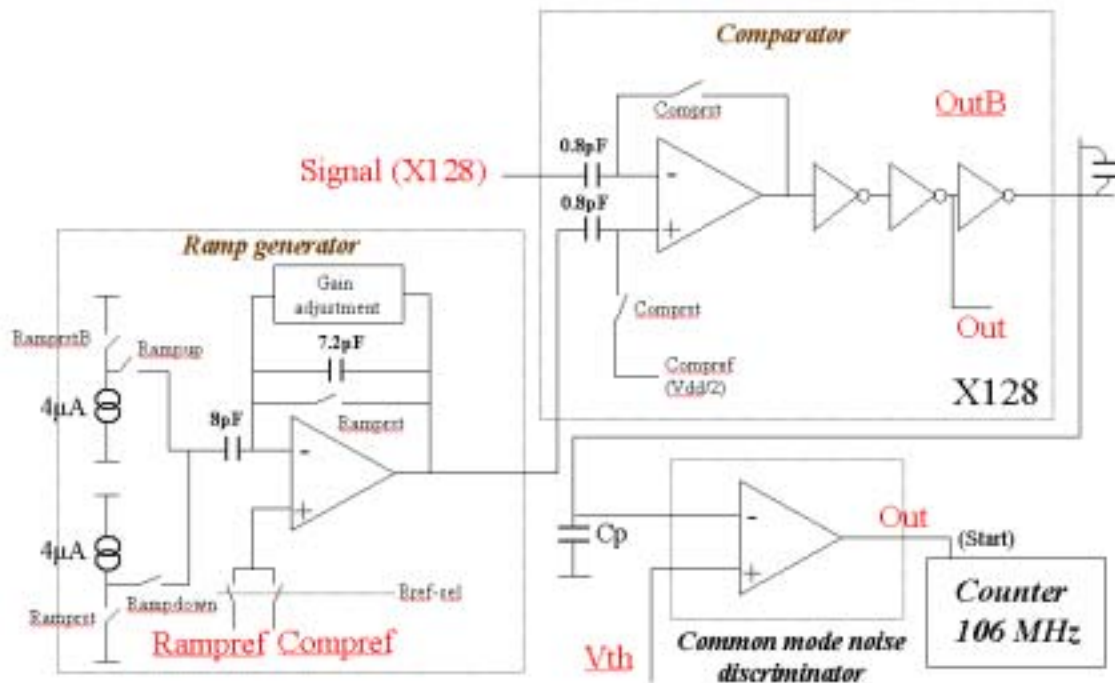 Comparator
Comprst
OutB
0.8pF
Signal (X128)
0.8pF
Comprst
Out
Compref
(Vdd/2)
X128
Ramp generator
Gain
adjustment
RamprstB
Rampup
7.2pF
4μA
8pF
Ramprst
4μA
Ramprst
Rampdown
Rref-sel
Rampref
Compref
Cp
Out
(Start)
Counter
106 MHz
Vth
Common mode noise
discriminator